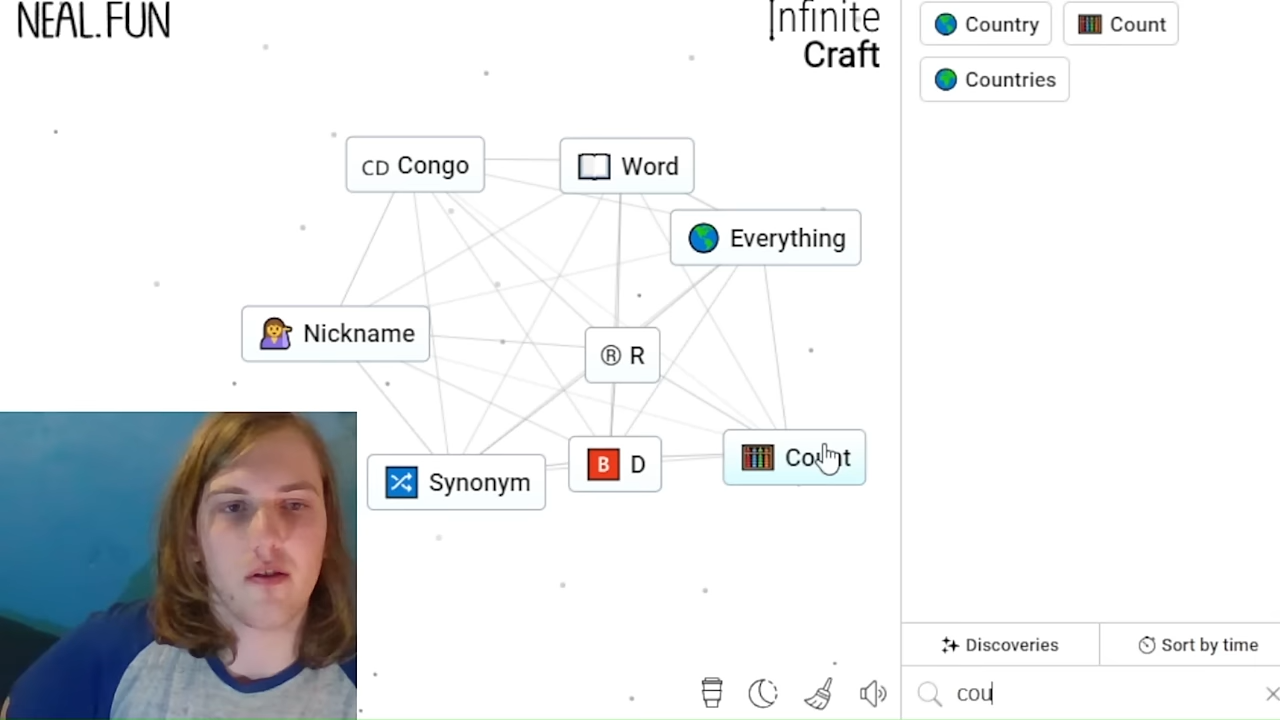 NEAL.FUN
Infinite
Craft
Country
Count
Countries
CD Congo
Word
Everything
Nickname
® R
Count
B D
Synonym
Discoveries
Sort by time
cou